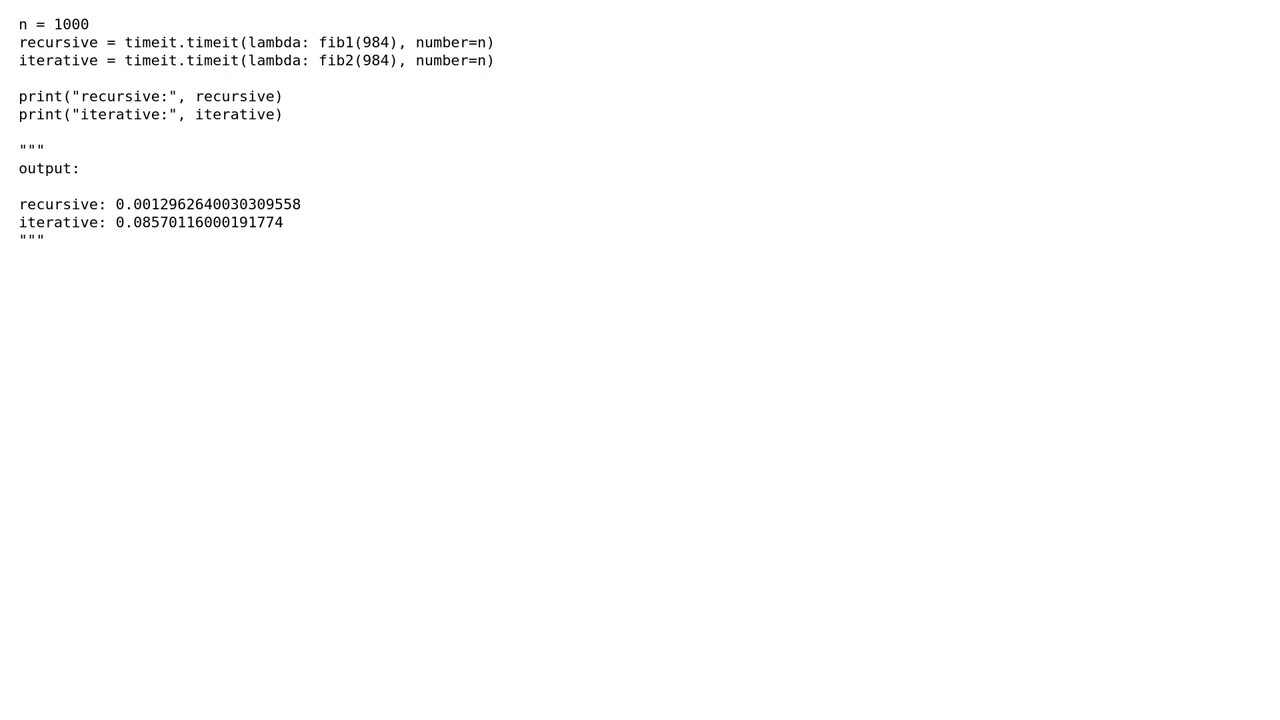 n = 1000
recursive = timeit.timeit(lambda: fib1(984), number=n)
iterative = timeit.timeit(lambda: fib2(984), number=n)

print("recursive:", recursive)
print("iterative:", iterative)

"""
output:

recursive: 0.0012962640030309558
iterative: 0.08570116000191774
"""